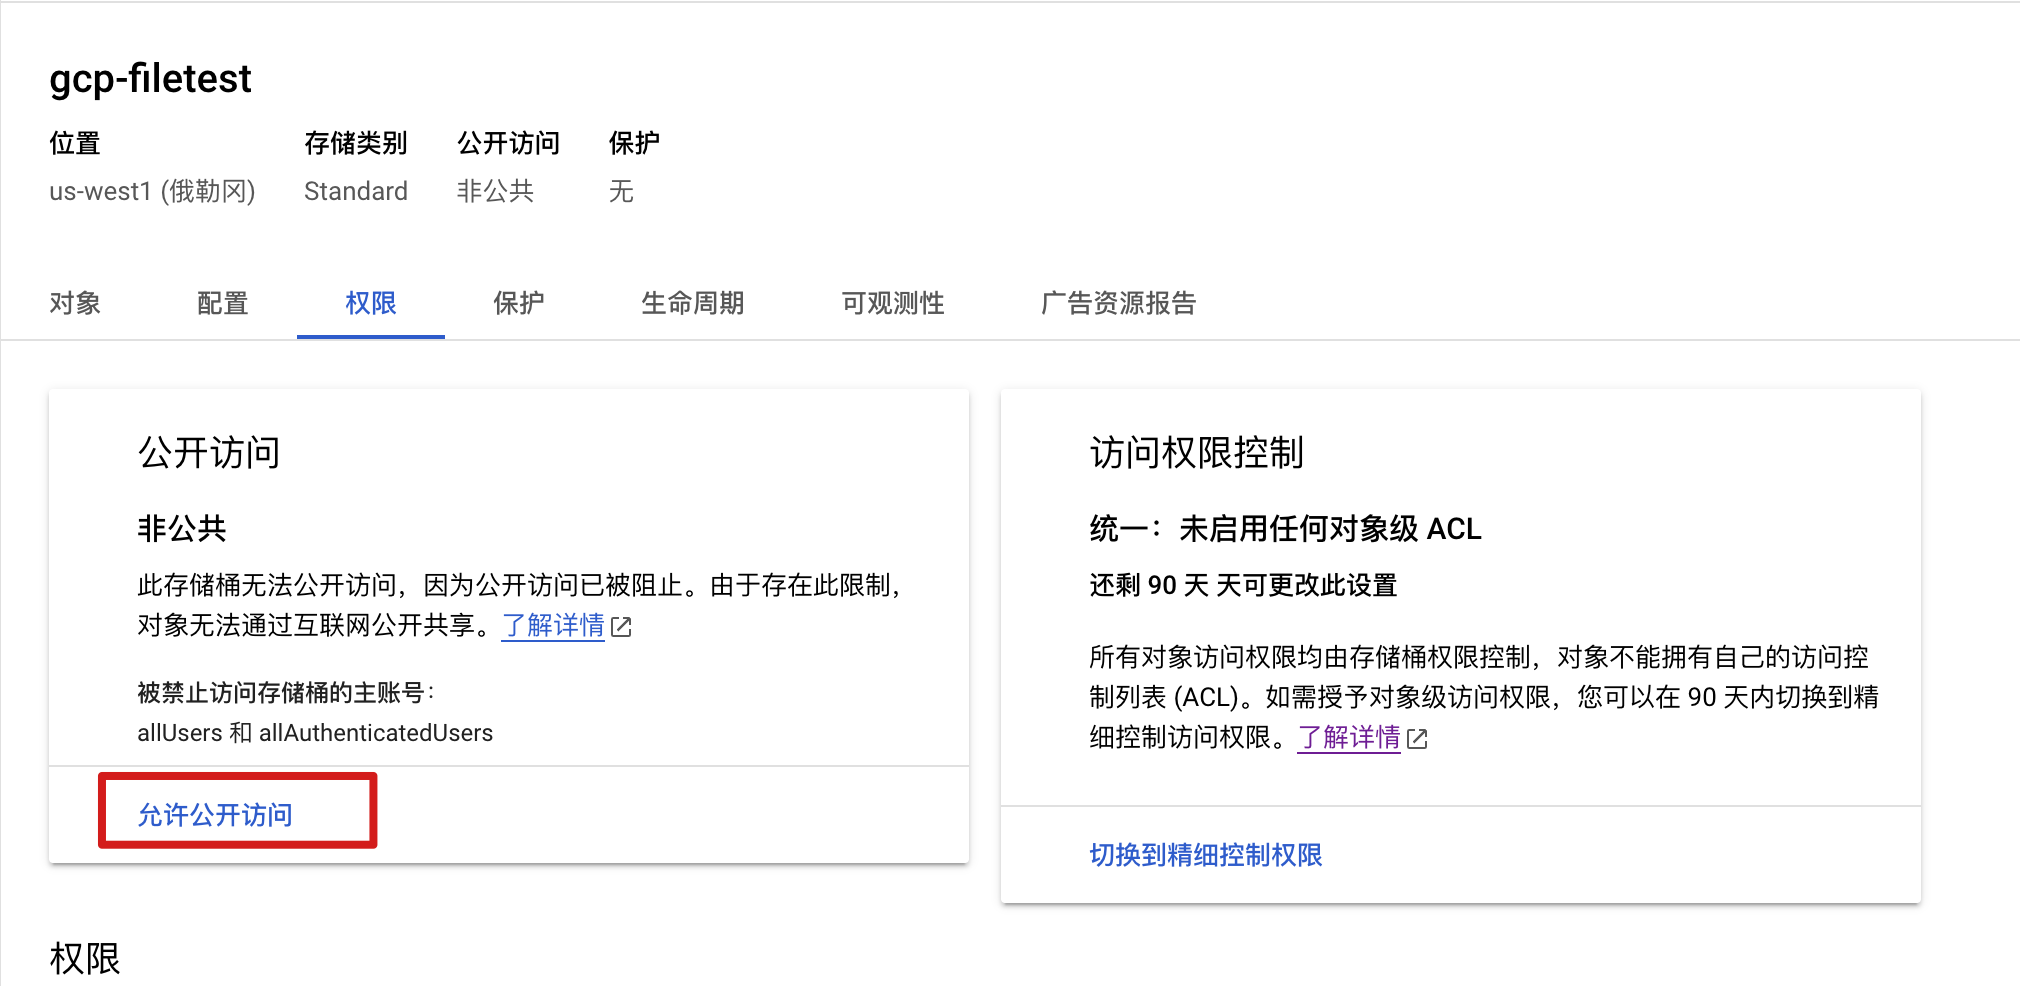 gcp-filetest
位置 存储类别 公开访问 保护
us-west1 (俄勒冈) Standard 非公共 无
对象 配置 权限 保护 生命周期 可观测性 广告资源报告
公开访问
非公共
此存储桶无法公开访问，因为公开访问已被阻止。由于存在此限制，
对象无法通过互联网公开共享。了解详情
被禁止访问存储桶的主账号：
allUsers 和 allAuthenticatedUsers
允许公开访问
访问权限控制
统一：未启用任何对象级 ACL
还剩 90 天 天可更改此设置
所有对象访问权限均由存储桶权限控制，对象不能拥有自己的访问控
制列表 (ACL)。如需授予对象级访问权限，您可以在 90 天内切换到精
细控制访问权限。了解详情
切换到精细控制权限
权限